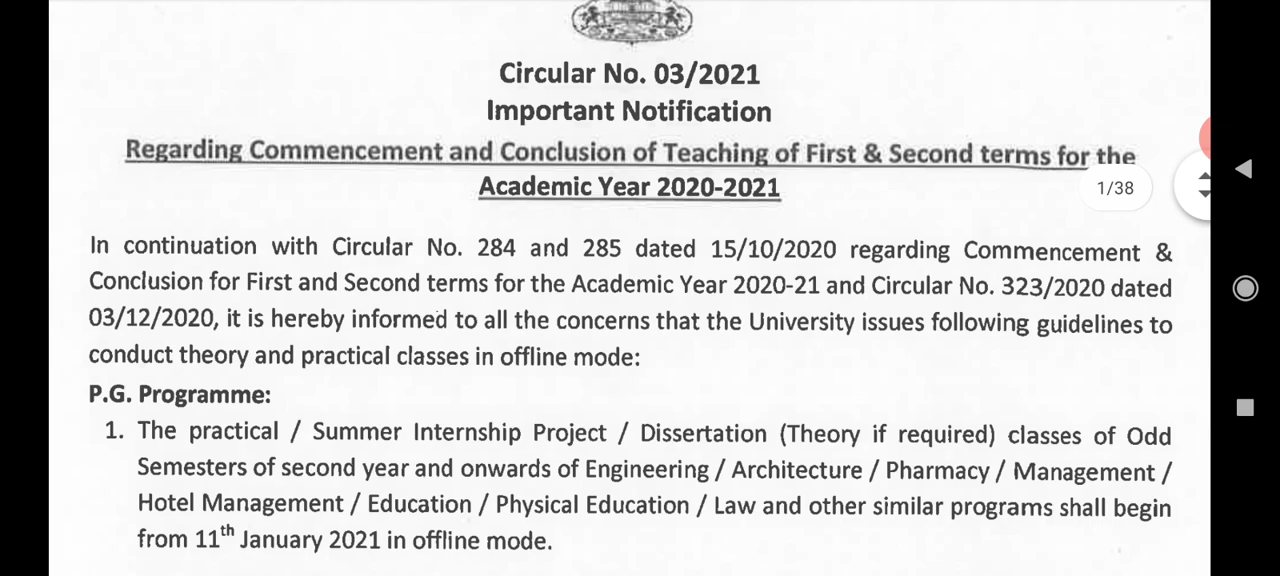 Circular No. 03/2021
Important Notification
Regarding Commencement and Conclusion of Teaching of First & Second terms for the
Academic Year 2020-2021
1/38
In continuation with Circular No. 284 and 285 dated 15/10/2020 regarding Commencement &
Conclusion for First and Second terms for the Academic Year 2020-21 and Circular No. 323/2020 dated
03/12/2020, it is hereby informed to all the concerns that the University issues following guidelines to
conduct theory and practical classes in offline mode:
P.G. Programme:
1. The practical / Summer Internship Project / Dissertation (Theory if required) classes of Odd
Semesters of second year and onwards of Engineering / Architecture / Pharmacy / Management /
Hotel Management / Education / Physical Education / Law and other similar programs shall begin
from 11th January 2021 in offline mode.